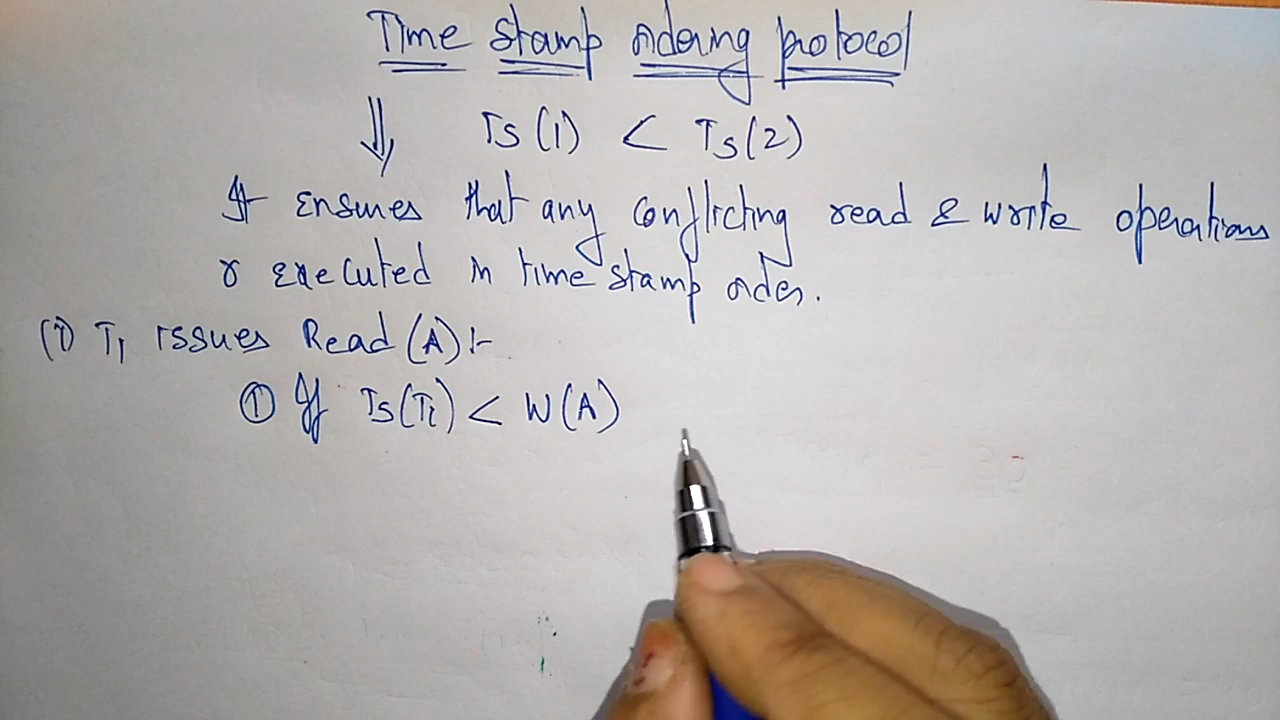 Time stamp ordering protocol
⇓ TS(1) < TS(2)
It ensures that any conflicting read & write operations
r executed in time stamp order.
(i) Ti issues Read (A):-
① If TS(Ti) < W(A)